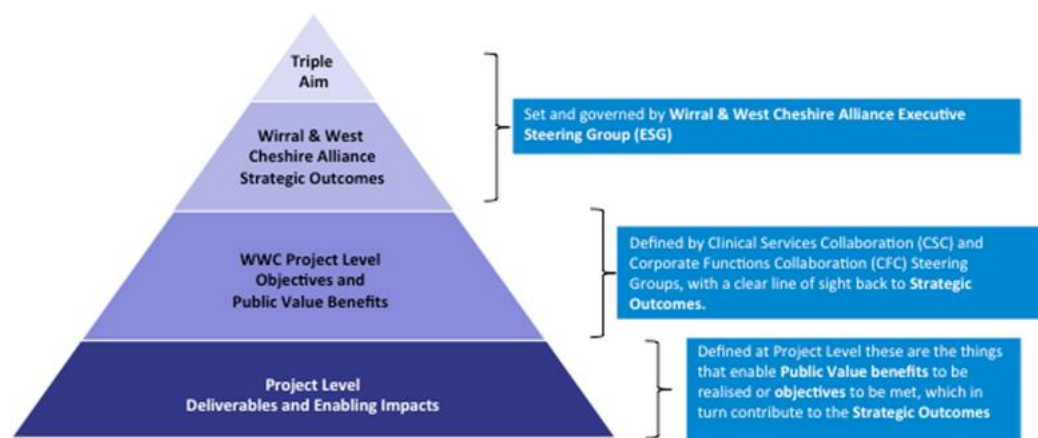 Triple
Aim
Set and governed by Wirral & West Cheshire Alliance Executive
Steering Group (ESG)
Wirral & West
Cheshire Alliance
Strategic Outcomes
WWC Project Level
Objectives and
Public Value Benefits
Defined by Clinical Services Collaboration (CSC) and
Corporate Functions Collaboration (CFC) Steering
Groups, with a clear line of sight back to Strategic
Outcomes.
Project Level
Deliverables and Enabling Impacts
Defined at Project Level these are the things
that enable Public Value benefits to be
realised or objectives to be met, which in
turn contribute to the Strategic Outcomes